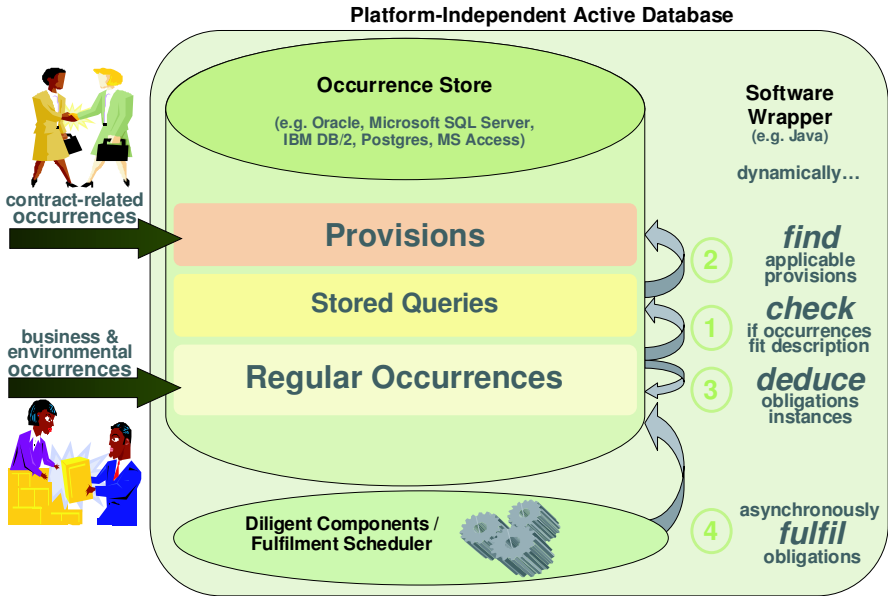 Platform-Independent Active Database
Occurrence Store
(e.g. Oracle, Microsoft SQL Server,
IBM DB/2, Postgres, MS Access)
Software
Wrapper
(e.g. Java)
dynamically…
contract-related
occurrences
Provisions
2
find
applicable
provisions
Stored Queries
1
check
if occurrences
fit description
business &
environmental
occurrences
Regular Occurrences
3
deduce
obligations
instances
Diligent Components /
Fulfilment Scheduler
4
asynchronously
fulfil
obligations